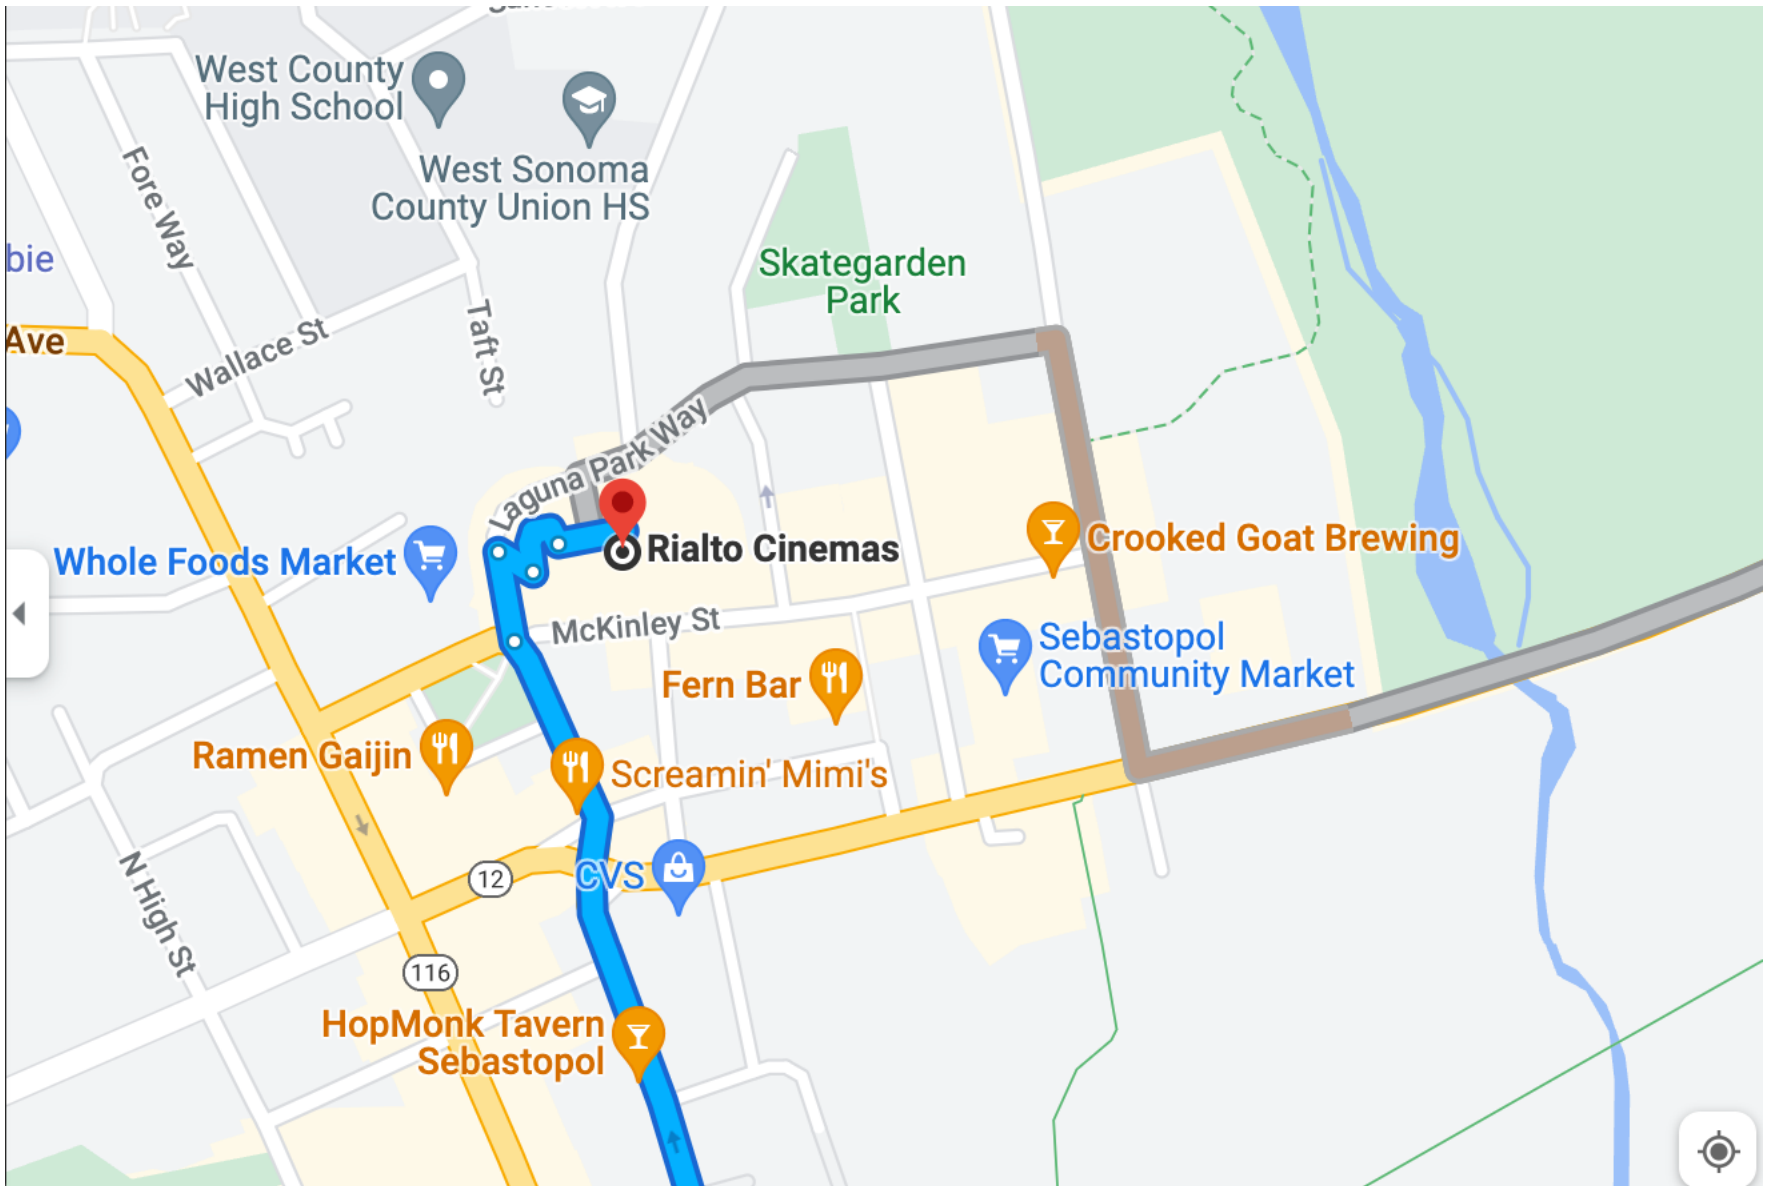 West County
High School
West Sonoma
County Union HS
Fore Way
bie
Skategarden
Park
Ave
Wallace St
Taft St
Laguna Park Way
Whole Foods Market
Rialto Cinemas
Crooked Goat Brewing
McKinley St
Sebastopol
Community Market
Fern Bar
Ramen Gaijin
Screamin' Mimi's
12
CVS
N High St
116
HopMonk Tavern
Sebastopol